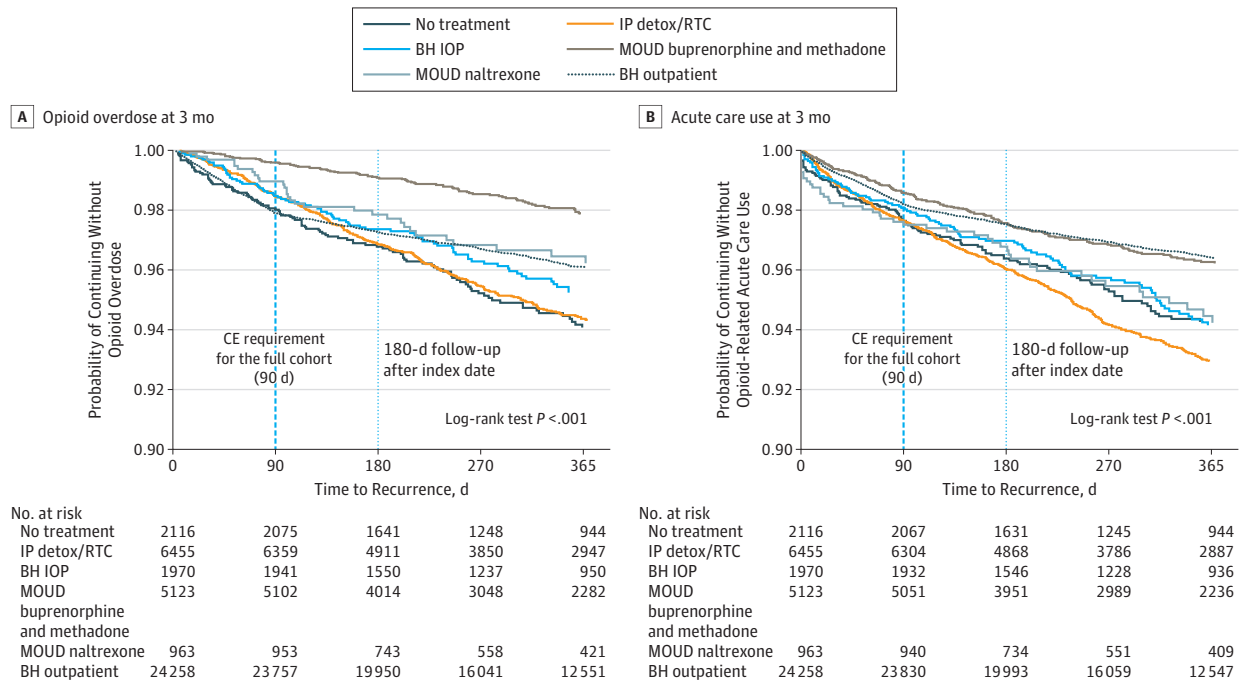 No treatment
IP detox/RTC
BH IOP
MOUD buprenorphine and methadone
MOUD naltrexone
BH outpatient
A Opioid overdose at 3 mo
Probability of Continuing Without
Opioid Overdose
1.00
0.98
0.96
0.94
0.92
0.90
CE requirement
for the full cohort
(90 d)
180-d follow-up
after index date
Log-rank test P <.001
0 90 180 270 365
Time to Recurrence, d
No. at risk
No treatment 2116 2075 1641 1248 944
IP detox/RTC 6455 6359 4911 3850 2947
BH IOP 1970 1941 1550 1237 950
MOUD 5123 5102 4014 3048 2282
buprenorphine
and methadone
MOUD naltrexone 963 953 743 558 421
BH outpatient 24258 23757 19950 16041 12551
B Acute care use at 3 mo
Probability of Continuing Without
Opioid-Related Acute Care Use
1.00
0.98
0.96
0.94
0.92
0.90
CE requirement
for the full cohort
(90 d)
180-d follow-up
after index date
Log-rank test P <.001
0 90 180 270 365
Time to Recurrence, d
No. at risk
No treatment 2116 2067 1631 1245 944
IP detox/RTC 6455 6304 4868 3786 2887
BH IOP 1970 1932 1546 1228 936
MOUD 5123 5051 3951 2989 2236
buprenorphine
and methadone
MOUD naltrexone 963 940 734 551 409
BH outpatient 24258 23830 19993 16059 12547